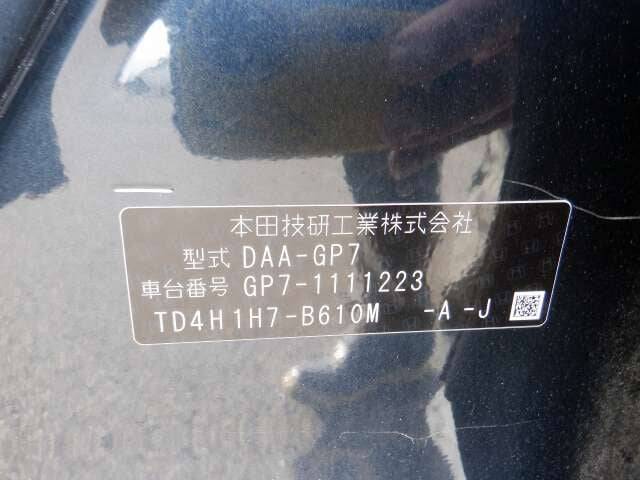 本田技研工業株式会社
型式 DAA-GP7
車台番号 GP7-1111223
TD4H1H7-B610M -A -J